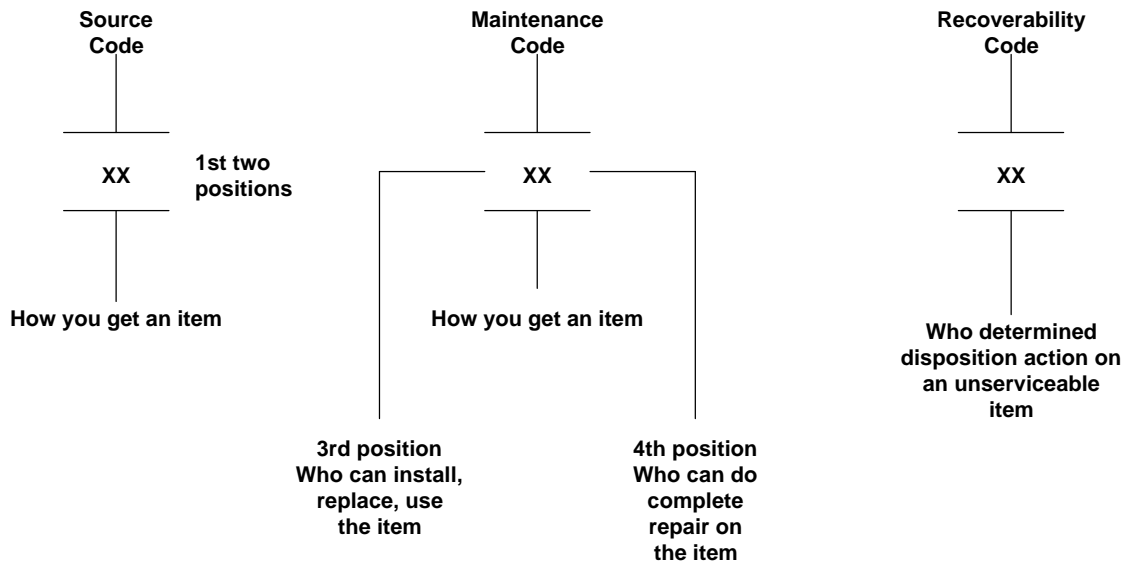 Source
Code
Maintenance
Code
Recoverability
Code
XX
1st two
positions
XX
XX
How you get an item
How you get an item
Who determined
disposition action on
an unserviceable
item
3rd position
Who can install,
replace, use
the item
4th position
Who can do
complete
repair on
the item